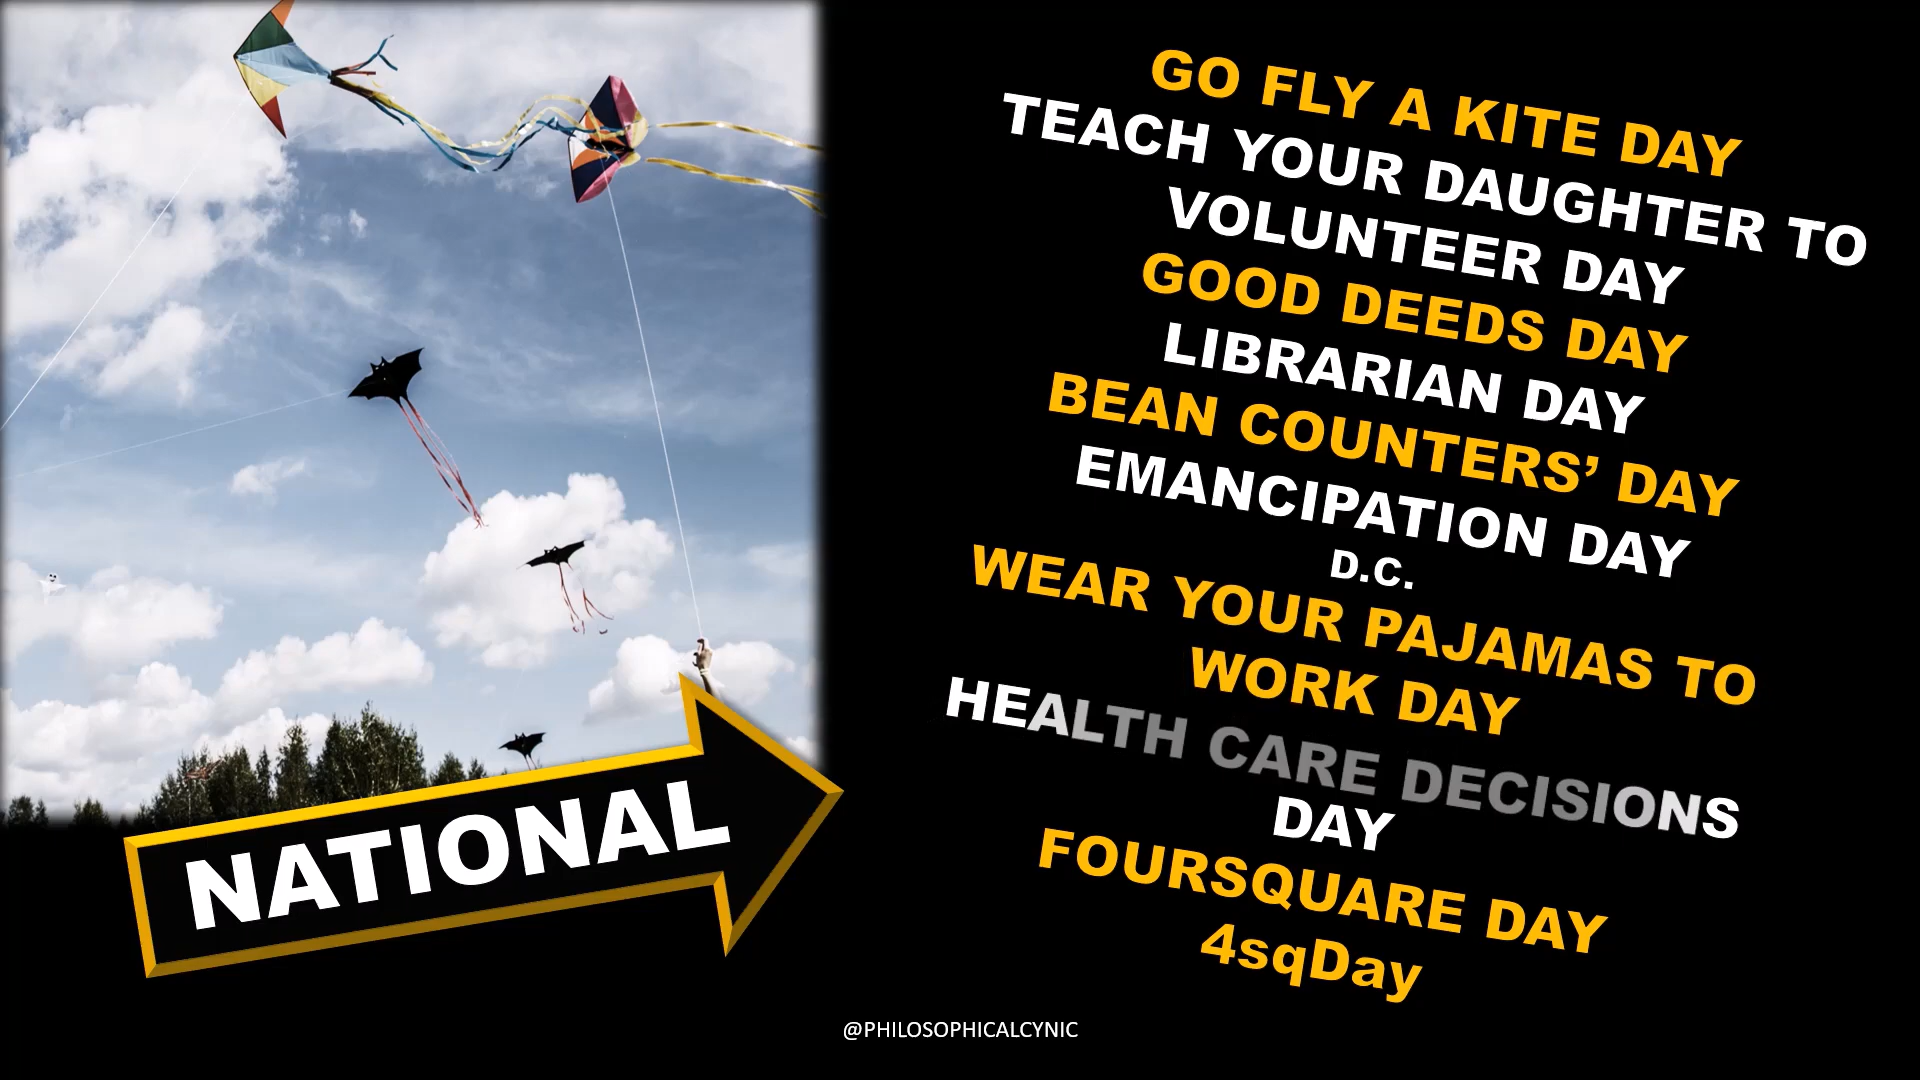 GO FLY A KITE DAY
TEACH YOUR DAUGHTER TO
VOLUNTEER DAY
GOOD DEEDS DAY
LIBRARIAN DAY
BEAN COUNTERS’ DAY
EMANCIPATION DAY
D.C.
WEAR YOUR PAJAMAS TO
WORK DAY
HEALTH CARE DECISIONS
DAY
FOURSQUARE DAY
4sqDay
NATIONAL
@PHILOSOPHICALCYNIC